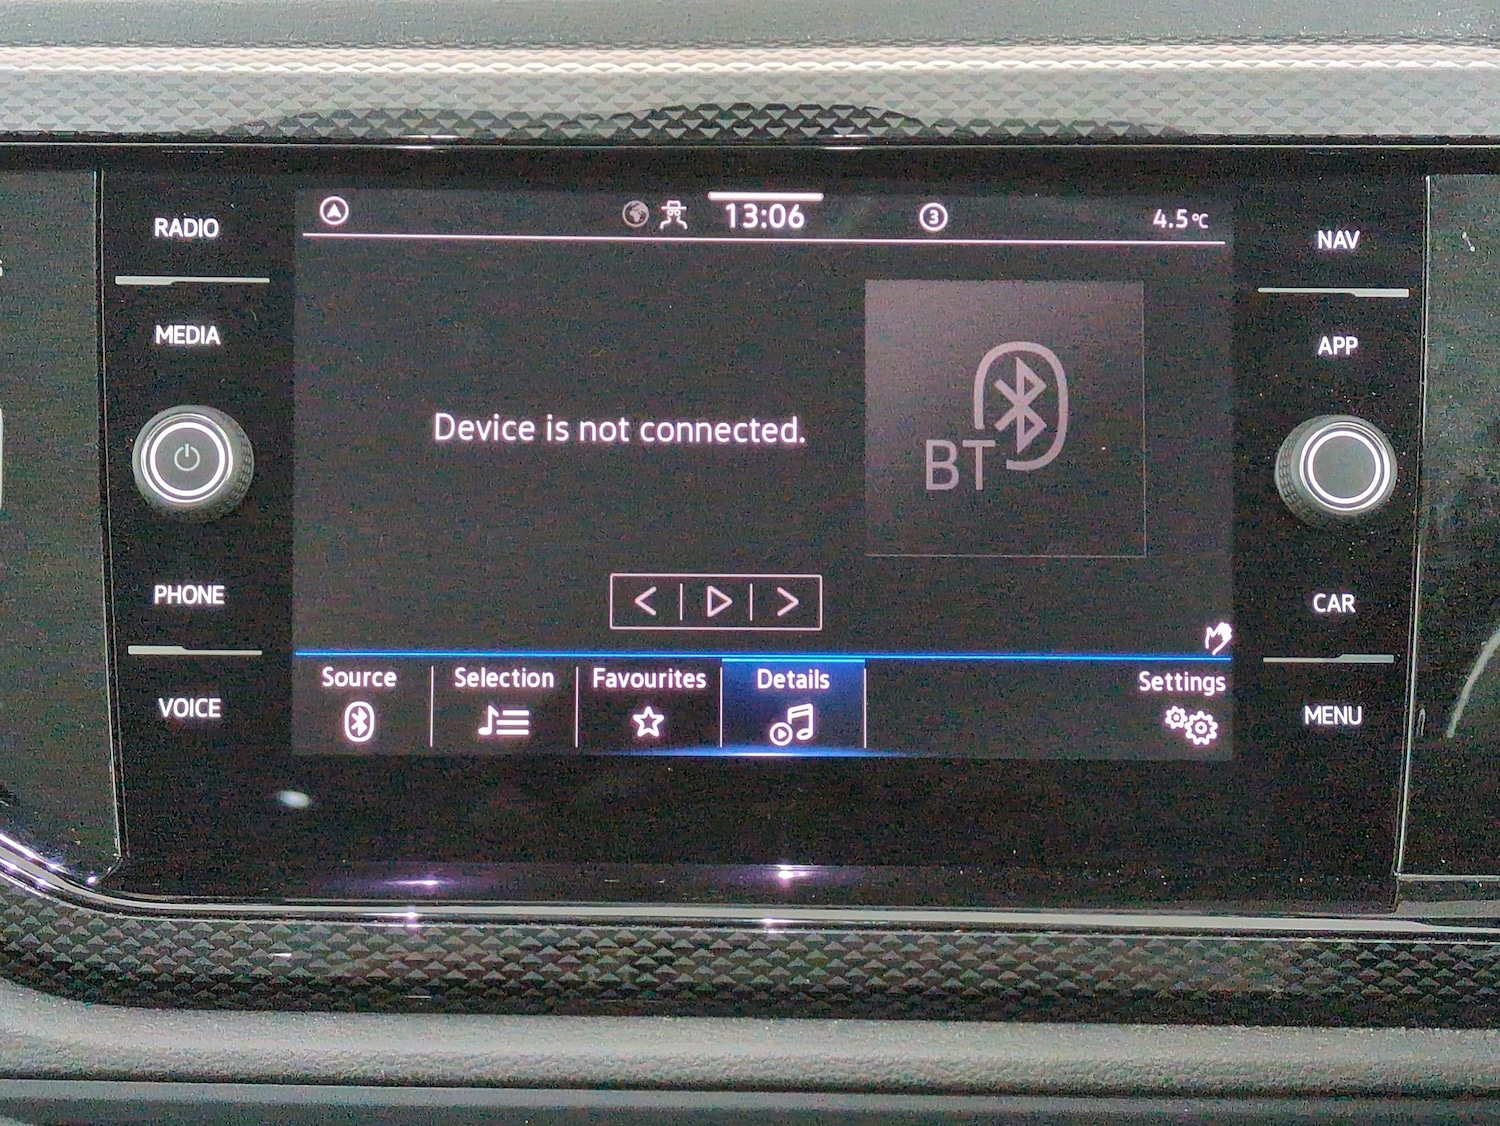 RADIO
MEDIA
PHONE
VOICE
13:06
3
4.5°C
Device is not connected.
BT
Source
Selection
Favourites
Details
Settings
NAV
APP
CAR
MENU